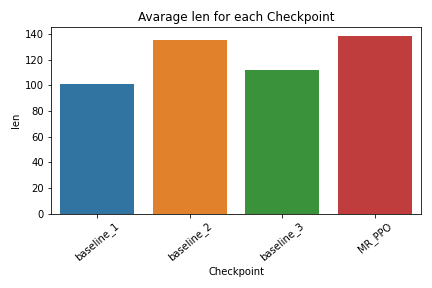 Avarage len for each Checkpoint
140
120
100
80
60
40
20
0
len
baseline_1
baseline_2
baseline_3
MR_PPO
Checkpoint